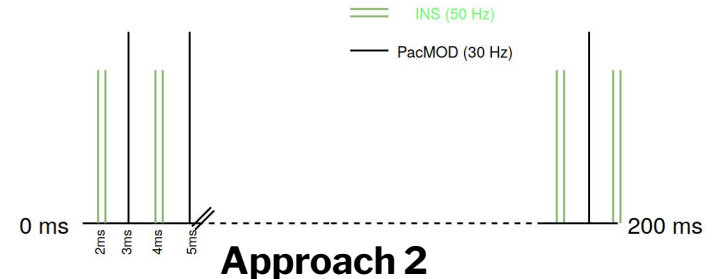 INS (50 Hz)
PacMOD (30 Hz)
0 ms
2ms
3ms
4ms
5ms
200 ms
Approach 2